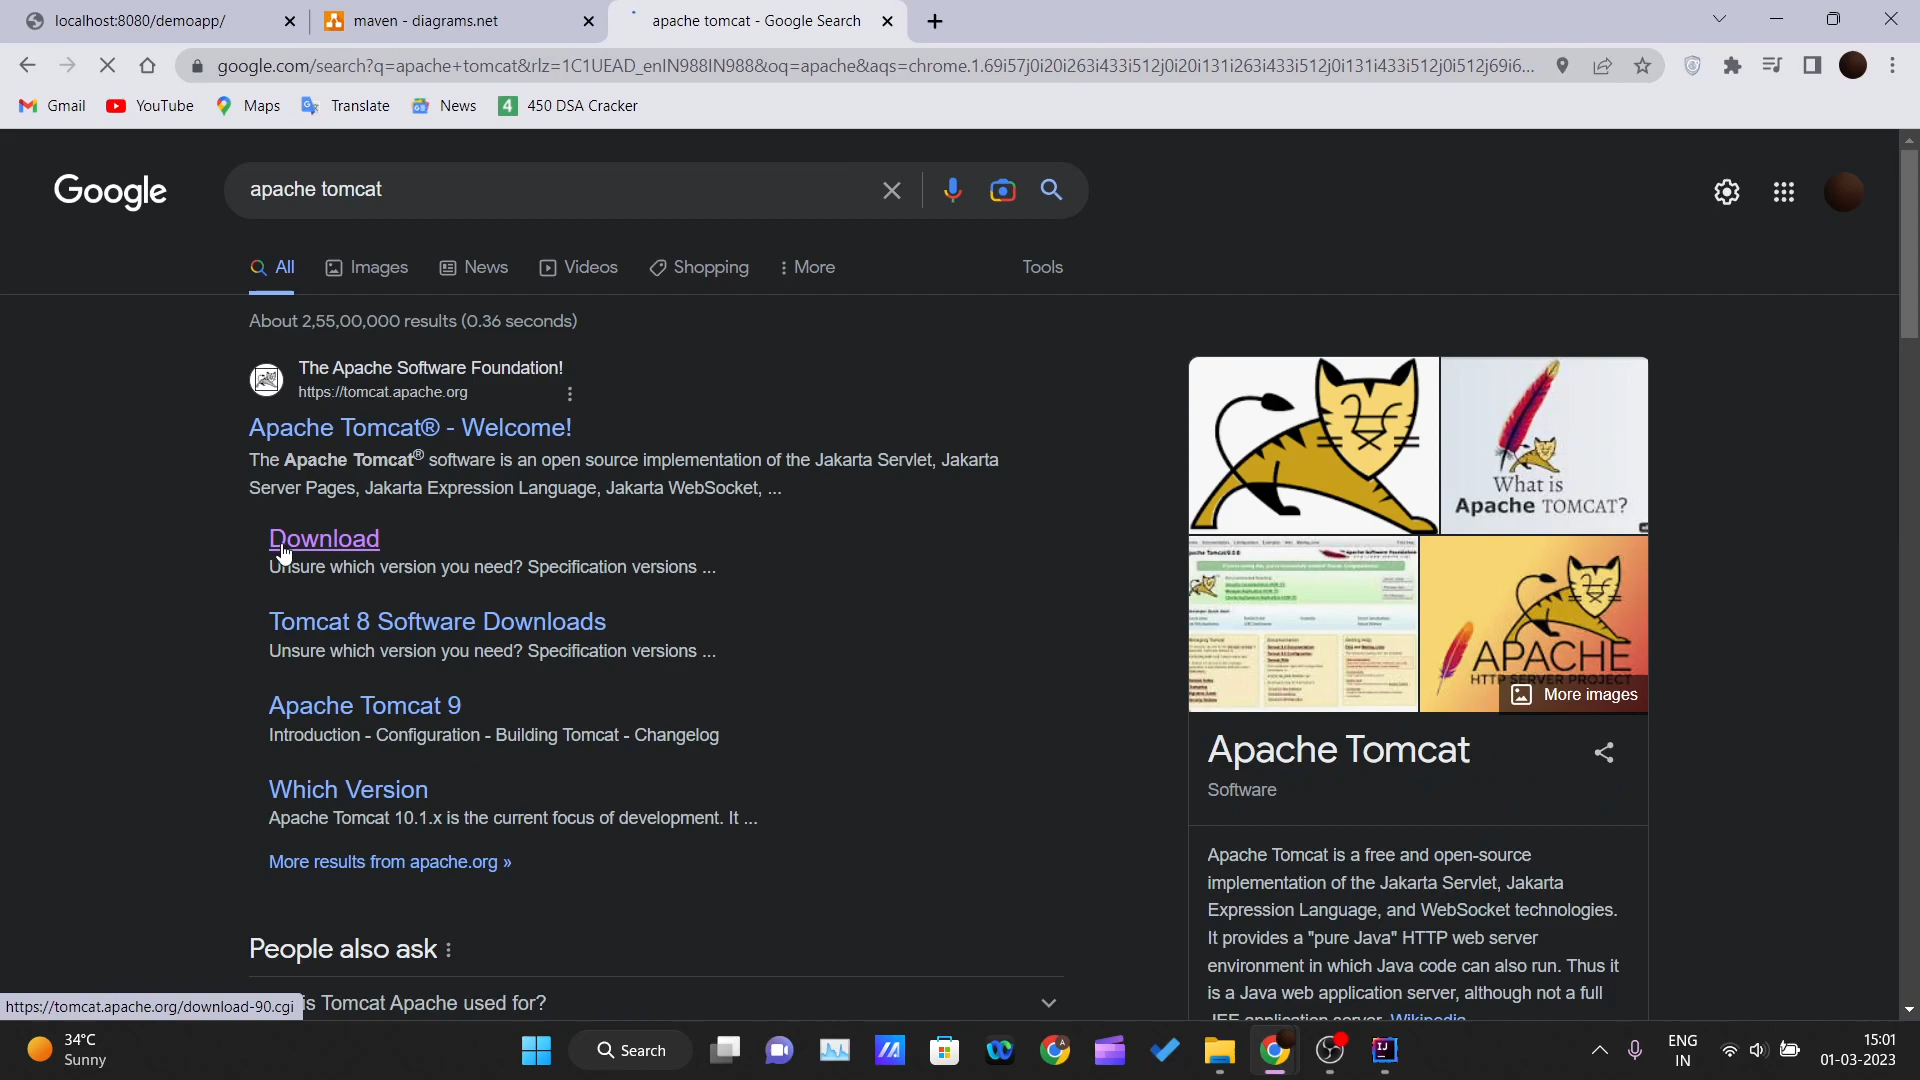 localhost:8080/demoapp/
maven - diagrams.net
apache tomcat - Google Search
google.com/search?q=apache+tomcat&rlz=1C1UEAD_enIN988IN988&oq=apache&aqs=chrome.1.69i57j0i20i263i433i512j0i20i131i263i433i512j0i131i433i512j0i512j69i6...
Gmail
YouTube
Maps
Translate
News
4
450 DSA Cracker
Google
apache tomcat
All
Images
News
Videos
Shopping
More
Tools
About 2,55,00,000 results (0.36 seconds)
The Apache Software Foundation!
https://tomcat.apache.org
Apache Tomcat® - Welcome!
The Apache Tomcat® software is an open source implementation of the Jakarta Servlet, Jakarta
Server Pages, Jakarta Expression Language, Jakarta WebSocket, ...
Download
Unsure which version you need? Specification versions ...
Tomcat 8 Software Downloads
Unsure which version you need? Specification versions ...
Apache Tomcat 9
Introduction - Configuration - Building Tomcat - Changelog
Which Version
Apache Tomcat 10.1.x is the current focus of development. It ...
More results from apache.org »
People also ask
is Tomcat Apache used for?
https://tomcat.apache.org/download-90.cgi
What is
Apache TOMCAT?
APACHE
HTTP SERVER PROJECT
More images
Apache Tomcat
Software
Apache Tomcat is a free and open-source
implementation of the Jakarta Servlet, Jakarta
Expression Language, and WebSocket technologies.
It provides a "pure Java" HTTP web server
environment in which Java code can also run. Thus it
is a Java web application server, although not a full
JEE application server. Wikipedia
34°C
Sunny
Search
ENG
IN
15:01
01-03-2023